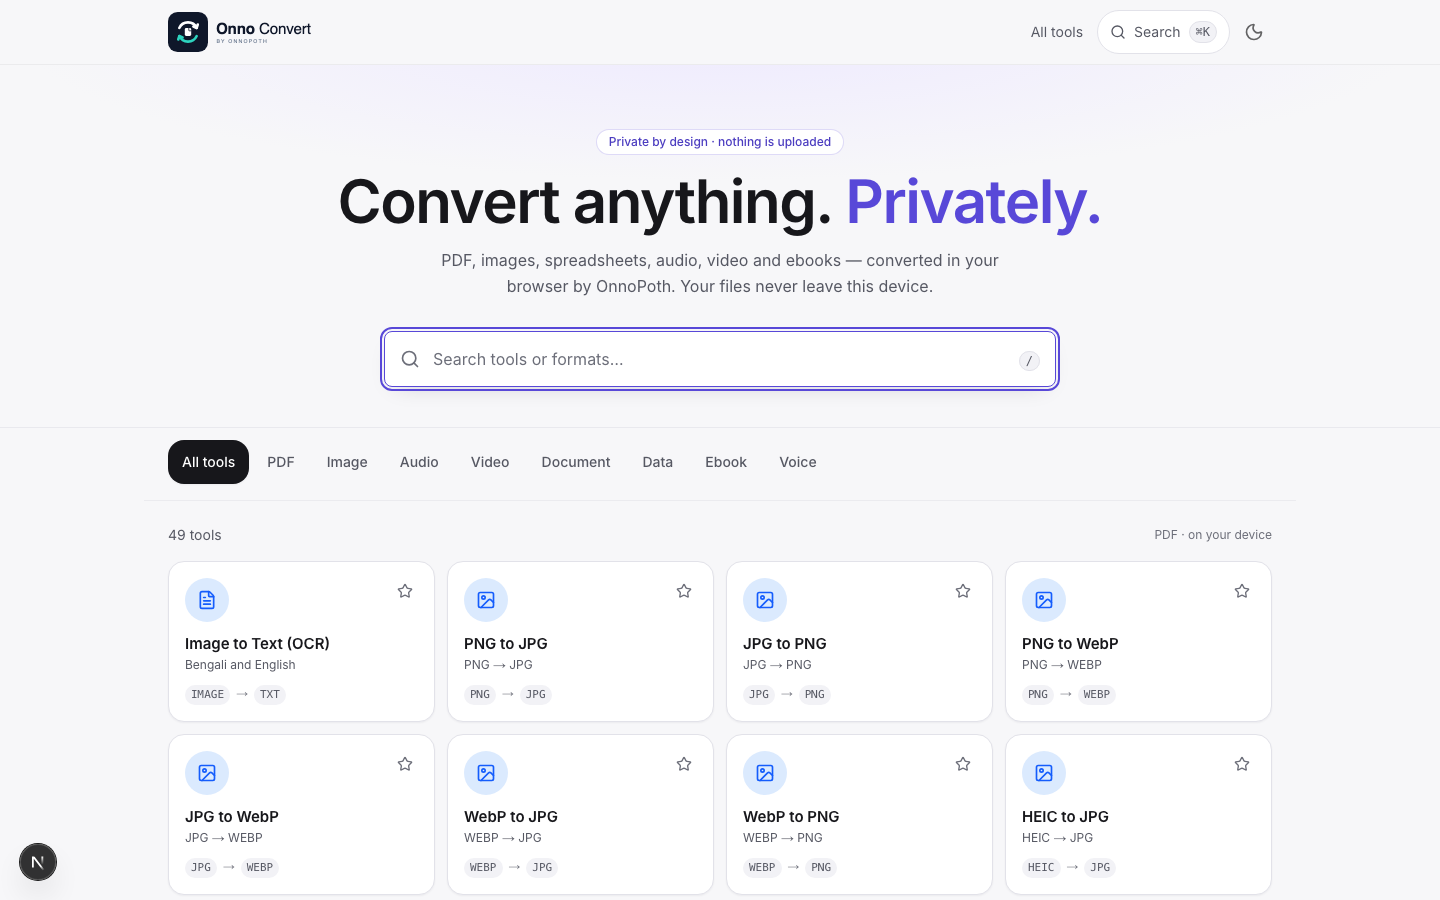 Onno Convert
BY ONNOPOTH
All tools
Search ⌘K
Private by design · nothing is uploaded
Convert anything. Privately.
PDF, images, spreadsheets, audio, video and ebooks — converted in your
browser by OnnoPoth. Your files never leave this device.
Search tools or formats...
/
All tools PDF Image Audio Video Document Data Ebook Voice
49 tools
PDF · on your device
Image to Text (OCR)
Bengali and English
IMAGE → TXT
PNG to JPG
PNG → JPG
PNG → JPG
JPG to PNG
JPG → PNG
JPG → PNG
PNG to WebP
PNG → WEBP
PNG → WEBP
JPG to WebP
JPG → WEBP
JPG → WEBP
WebP to JPG
WEBP → JPG
WEBP → JPG
WebP to PNG
WEBP → PNG
WEBP → PNG
HEIC to JPG
HEIC → JPG
HEIC → JPG
N